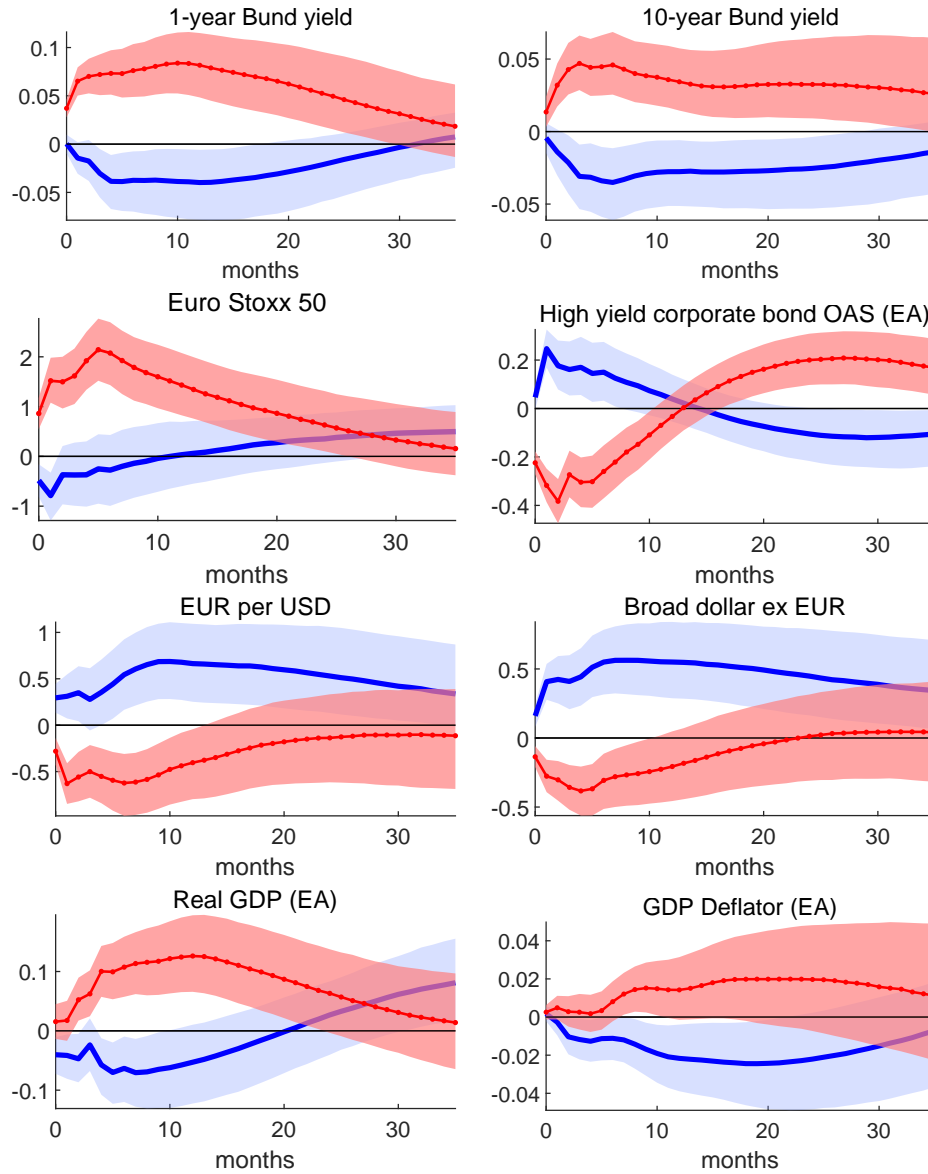 1-year Bund yield
0.1
0.05
0
-0.05
0 10 20 30
months
10-year Bund yield
0.05
0
-0.05
0 10 20 30
months
Euro Stoxx 50
2
1
0
-1
0 10 20 30
months
High yield corporate bond OAS (EA)
0.2
0
-0.2
-0.4
0 10 20 30
months
EUR per USD
1
0.5
0
-0.5
0 10 20 30
months
Broad dollar ex EUR
0.5
0
-0.5
0 10 20 30
months
Real GDP (EA)
0.1
0
-0.1
0 10 20 30
months
GDP Deflator (EA)
0.04
0.02
0
-0.02
-0.04
0 10 20 30
months